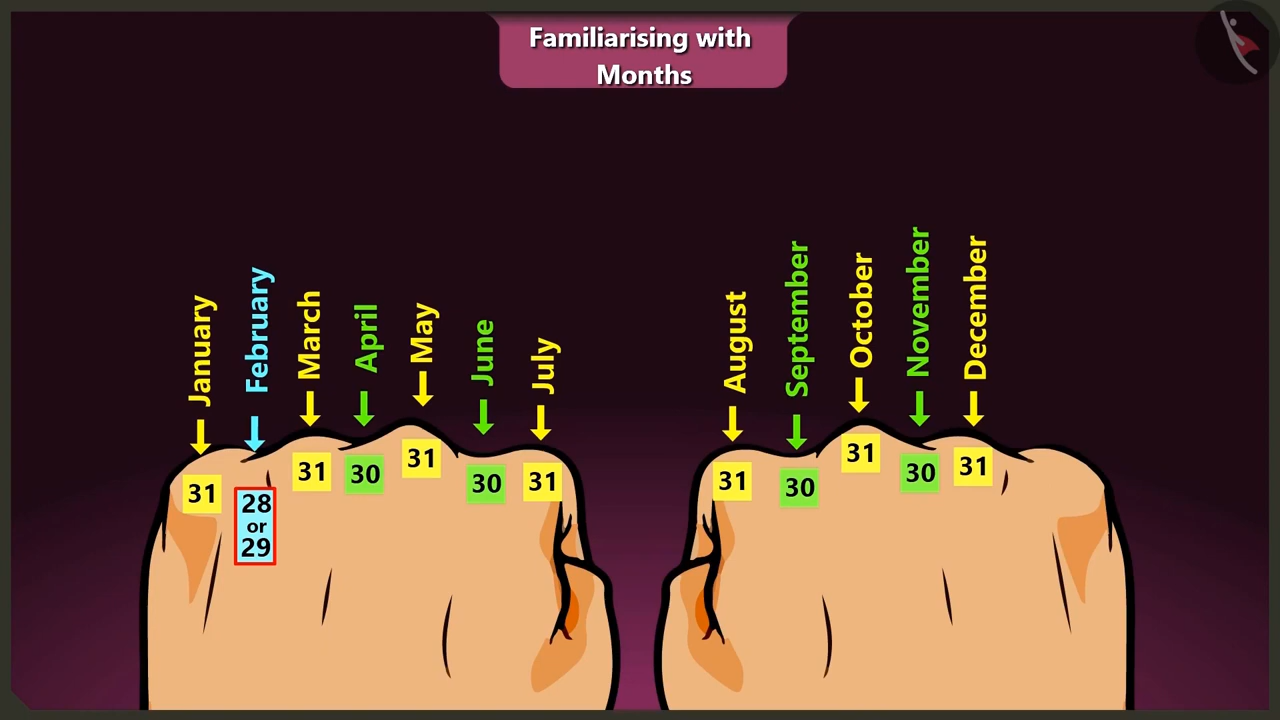 Familiarising with
Months
January
February
March
April
May
June
July
August
September
October
November
December
31
28
or
29
31
30
31
30
31
31
30
31
30
31